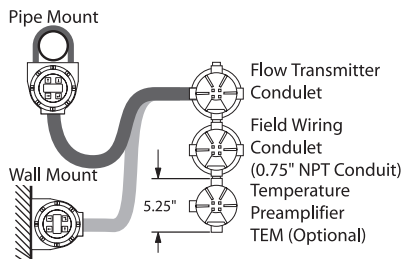 Pipe Mount
Flow Transmitter
Condulet
Field Wiring
Condulet
(0.75" NPT Conduit)
Wall Mount
5.25"
Temperature
Preamplifier
TEM (Optional)